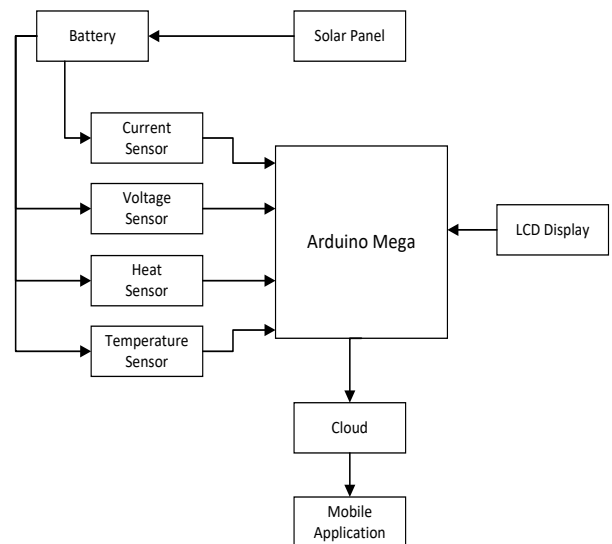 Battery
Solar Panel
Current
Sensor
Voltage
Sensor
Heat
Sensor
Temperature
Sensor
Arduino Mega
LCD Display
Cloud
Mobile
Application